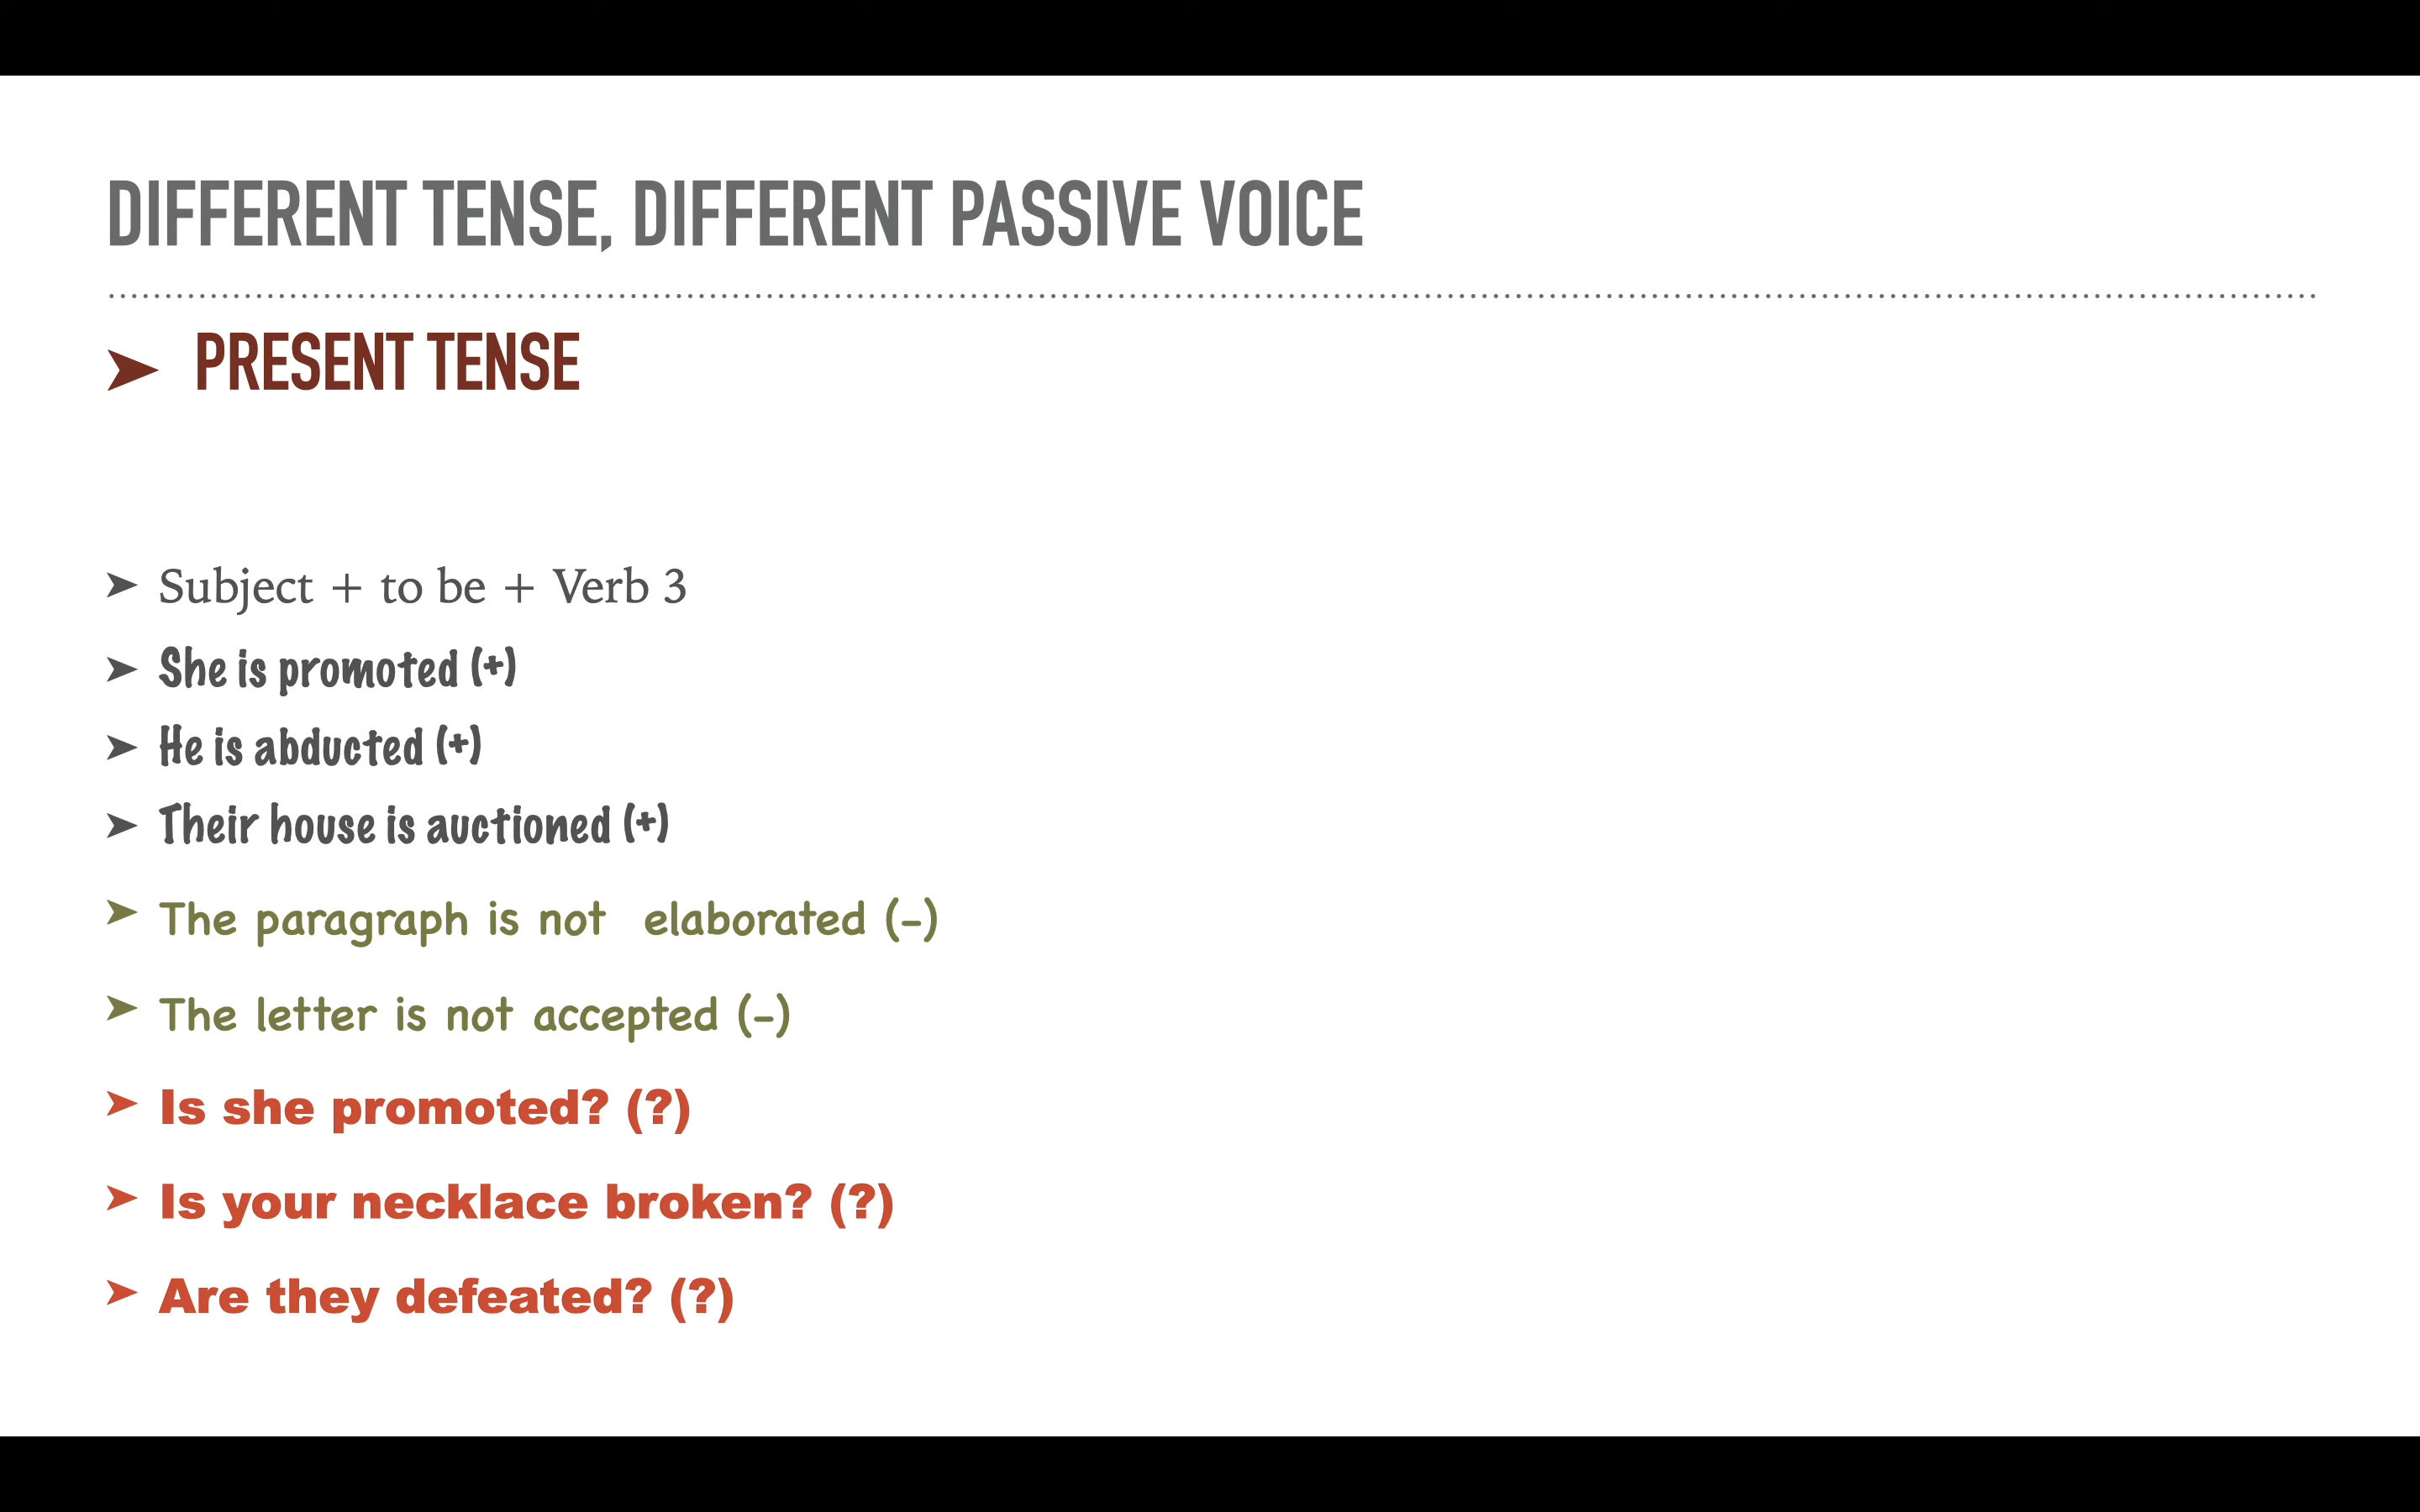 DIFFERENT TENSE, DIFFERENT PASSIVE VOICE
PRESENT TENSE
Subject + to be + Verb 3
She is promoted (+)
He is abducted (+)
Their house is auctioned (+)
The paragraph is not elaborated (-)
The letter is not accepted (-)
Is she promoted? (?)
Is your necklace broken? (?)
Are they defeated? (?)